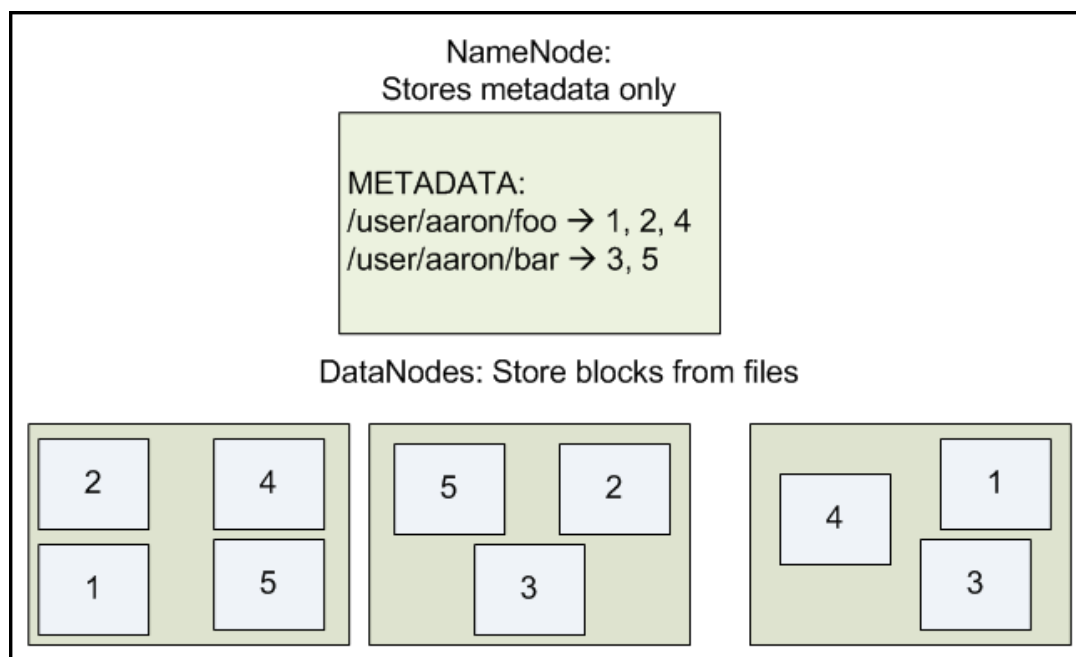 NameNode:
Stores metadata only
METADATA:
/user/aaron/foo → 1, 2, 4
/user/aaron/bar → 3, 5
DataNodes: Store blocks from files
2
4
1
5
5
2
3
4
1
3